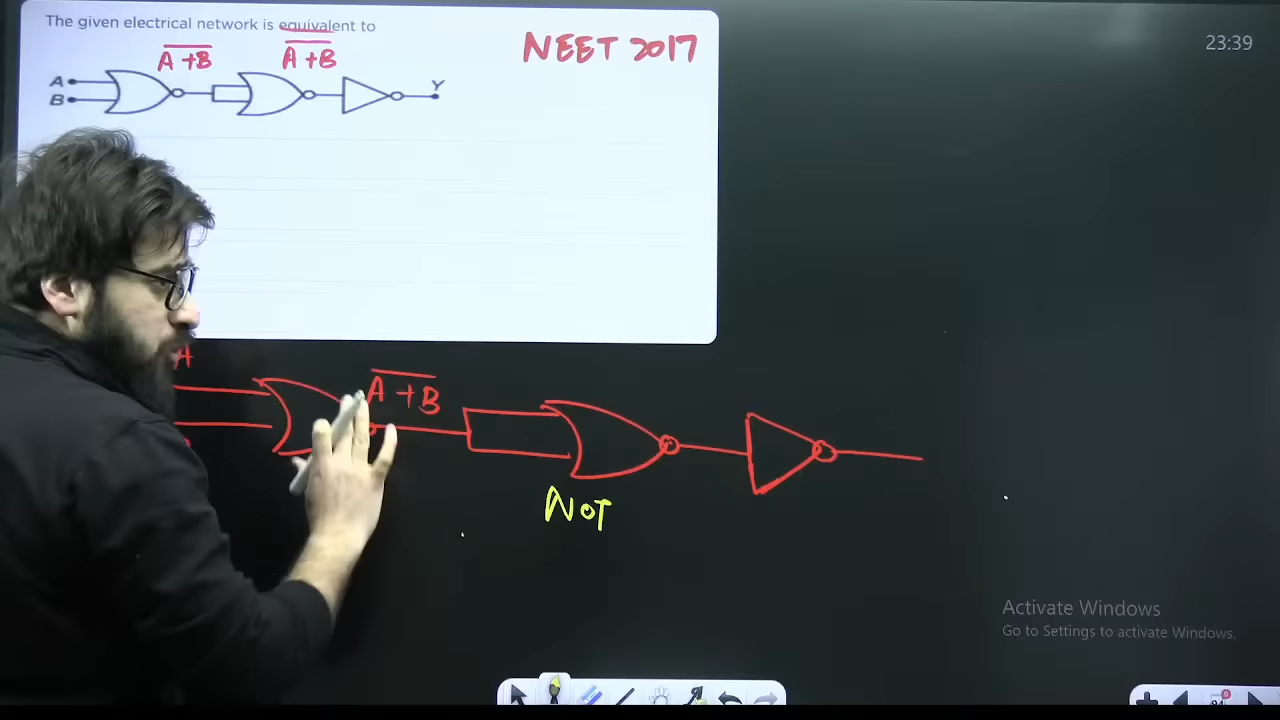 The given electrical network is equivalent to
NEET 2017
23:39
A̅ ̅+̅B̅
A̿ ̿+̿B̿
A
B
Y
A
A̅ ̅+̅B̅
NOT
Activate Windows
Go to Settings to activate Windows.